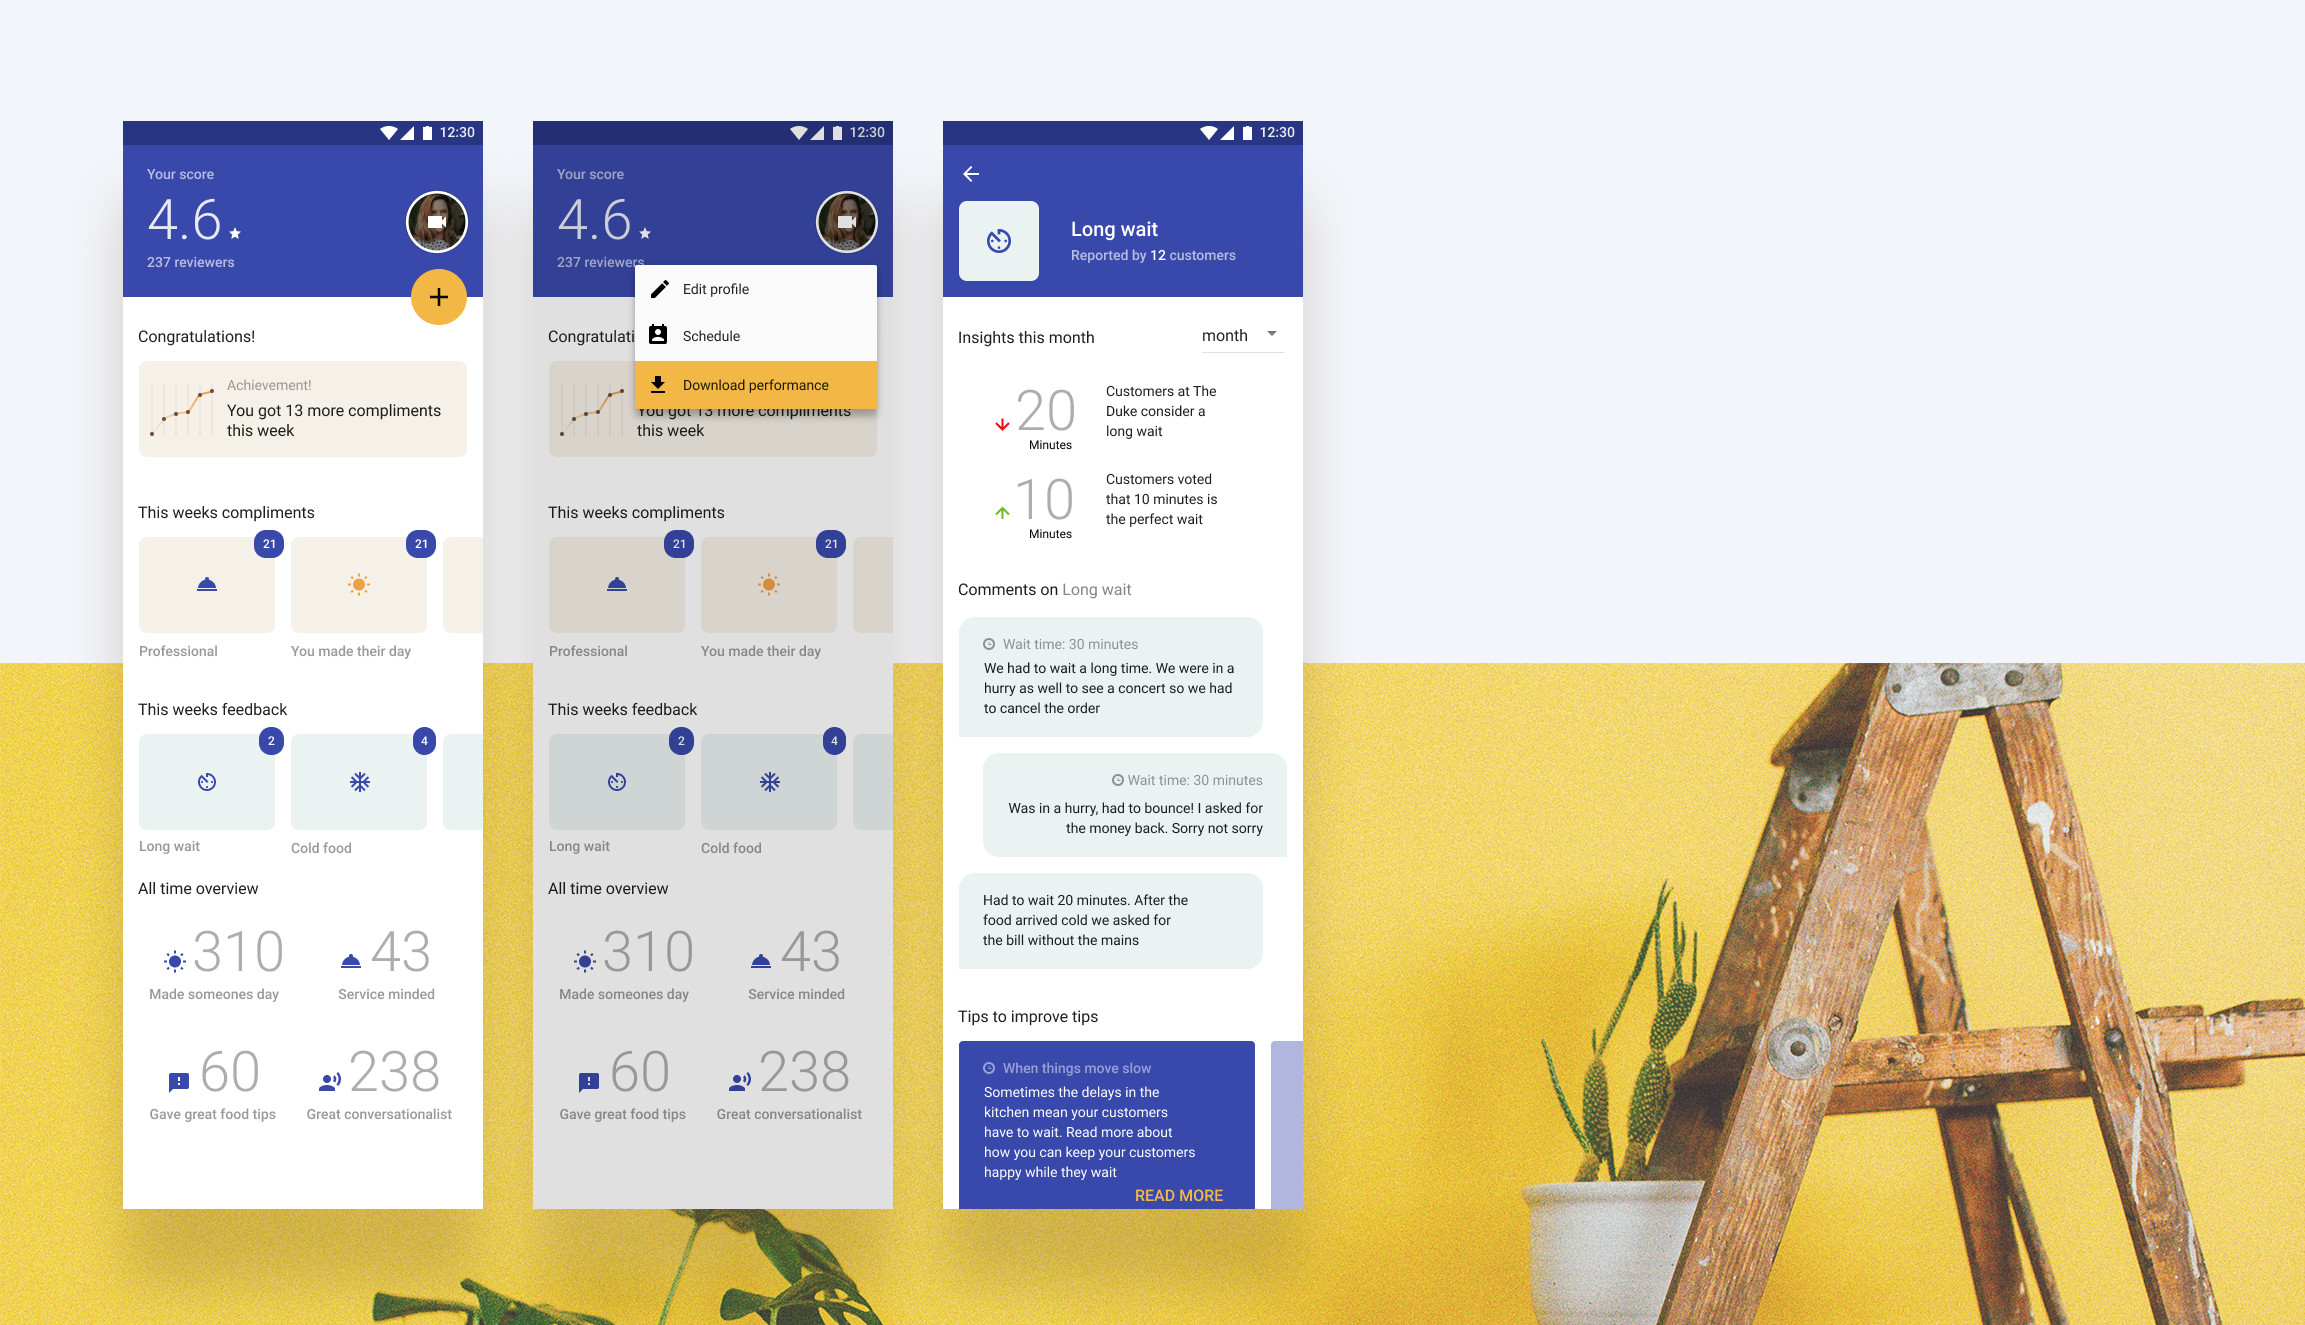 12:30
Your score
4.6
237 reviewers
Congratulations!
Achievement!
You got 13 more compliments
this week
This weeks compliments
21
21
Professional
You made their day
This weeks feedback
2
4
Long wait
Cold food
All time overview
310
43
Made someones day
Service minded
60
238
Gave great food tips
Great conversationalist
12:30
Your score
4.6
237 reviewers
Edit profile
Schedule
Download performance
Congratulati
You got 13 more compliments
this week
This weeks compliments
21
21
Professional
You made their day
This weeks feedback
2
4
Long wait
Cold food
All time overview
310
43
Made someones day
Service minded
60
238
Gave great food tips
Great conversationalist
12:30
Long wait
Reported by 12 customers
Insights this month
month
20
Minutes
Customers at The
Duke consider a
long wait
10
Minutes
Customers voted
that 10 minutes is
the perfect wait
Comments on Long wait
Wait time: 30 minutes
We had to wait a long time. We were in a
hurry as well to see a concert so we had
to cancel the order
Wait time: 30 minutes
Was in a hurry, had to bounce! I asked for
the money back. Sorry not sorry
Had to wait 20 minutes. After the
food arrived cold we asked for
the bill without the mains
Tips to improve tips
When things move slow
Sometimes the delays in the
kitchen mean your customers
have to wait. Read more about
how you can keep your customers
happy while they wait
READ MORE